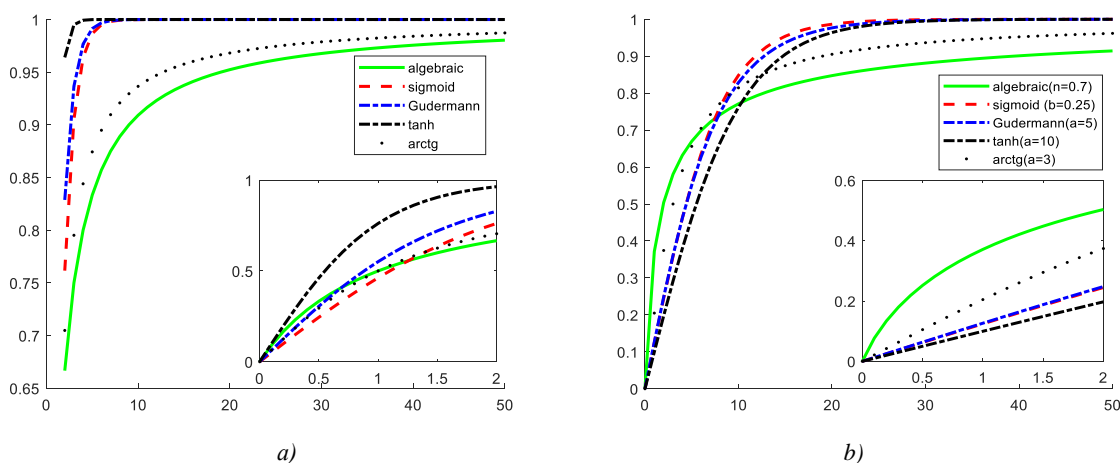 1
0.95
0.9
0.85
0.8
0.75
0.7
0.65
0 10 20 30 40 50
algebraic
sigmoid
Gudermann
tanh
arctg
1
0.5
0
0 0.5 1 1.5 2
a)
1
0.9
0.8
0.7
0.6
0.5
0.4
0.3
0.2
0.1
0
0 10 20 30 40 50
algebraic(n=0.7)
sigmoid (b=0.25)
Gudermann(a=5)
tanh(a=10)
arctg(a=3)
0.6
0.4
0.2
0
0 0.5 1 1.5 2
b)